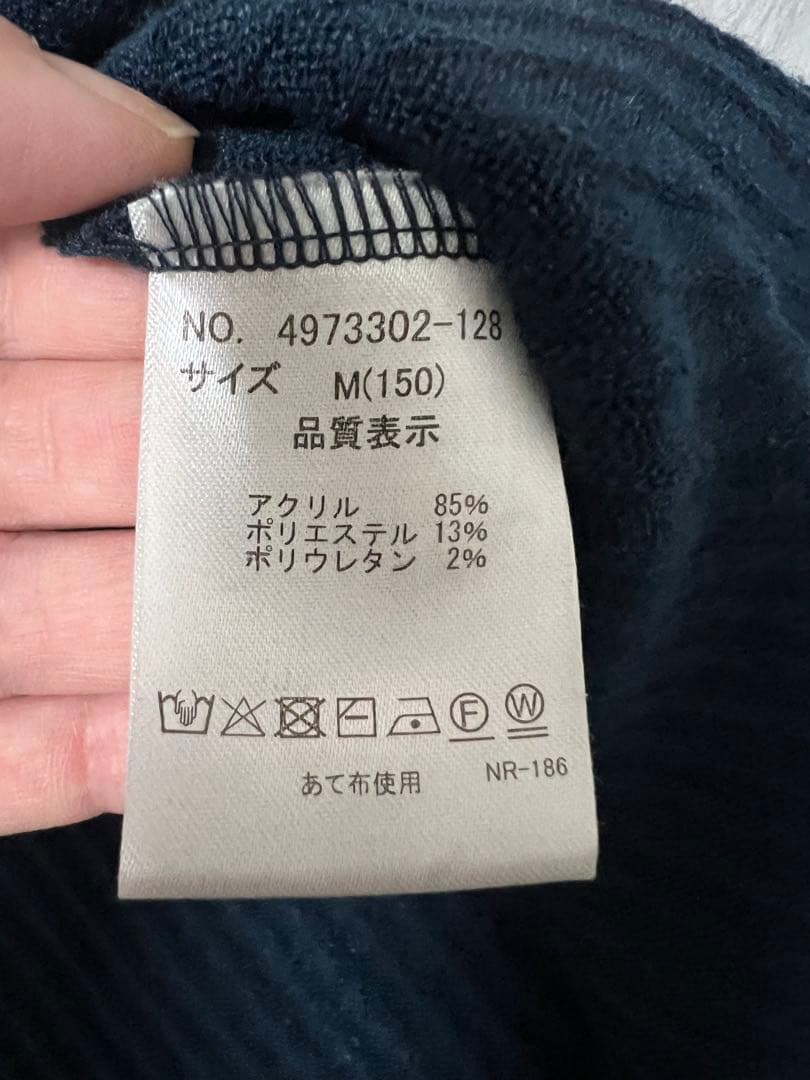 NO. 4973302-128
サイズ M(150)
品質表示
アクリル 85%
ポリエステル 13%
ポリウレタン 2%
F W
あて布使用 NR-186